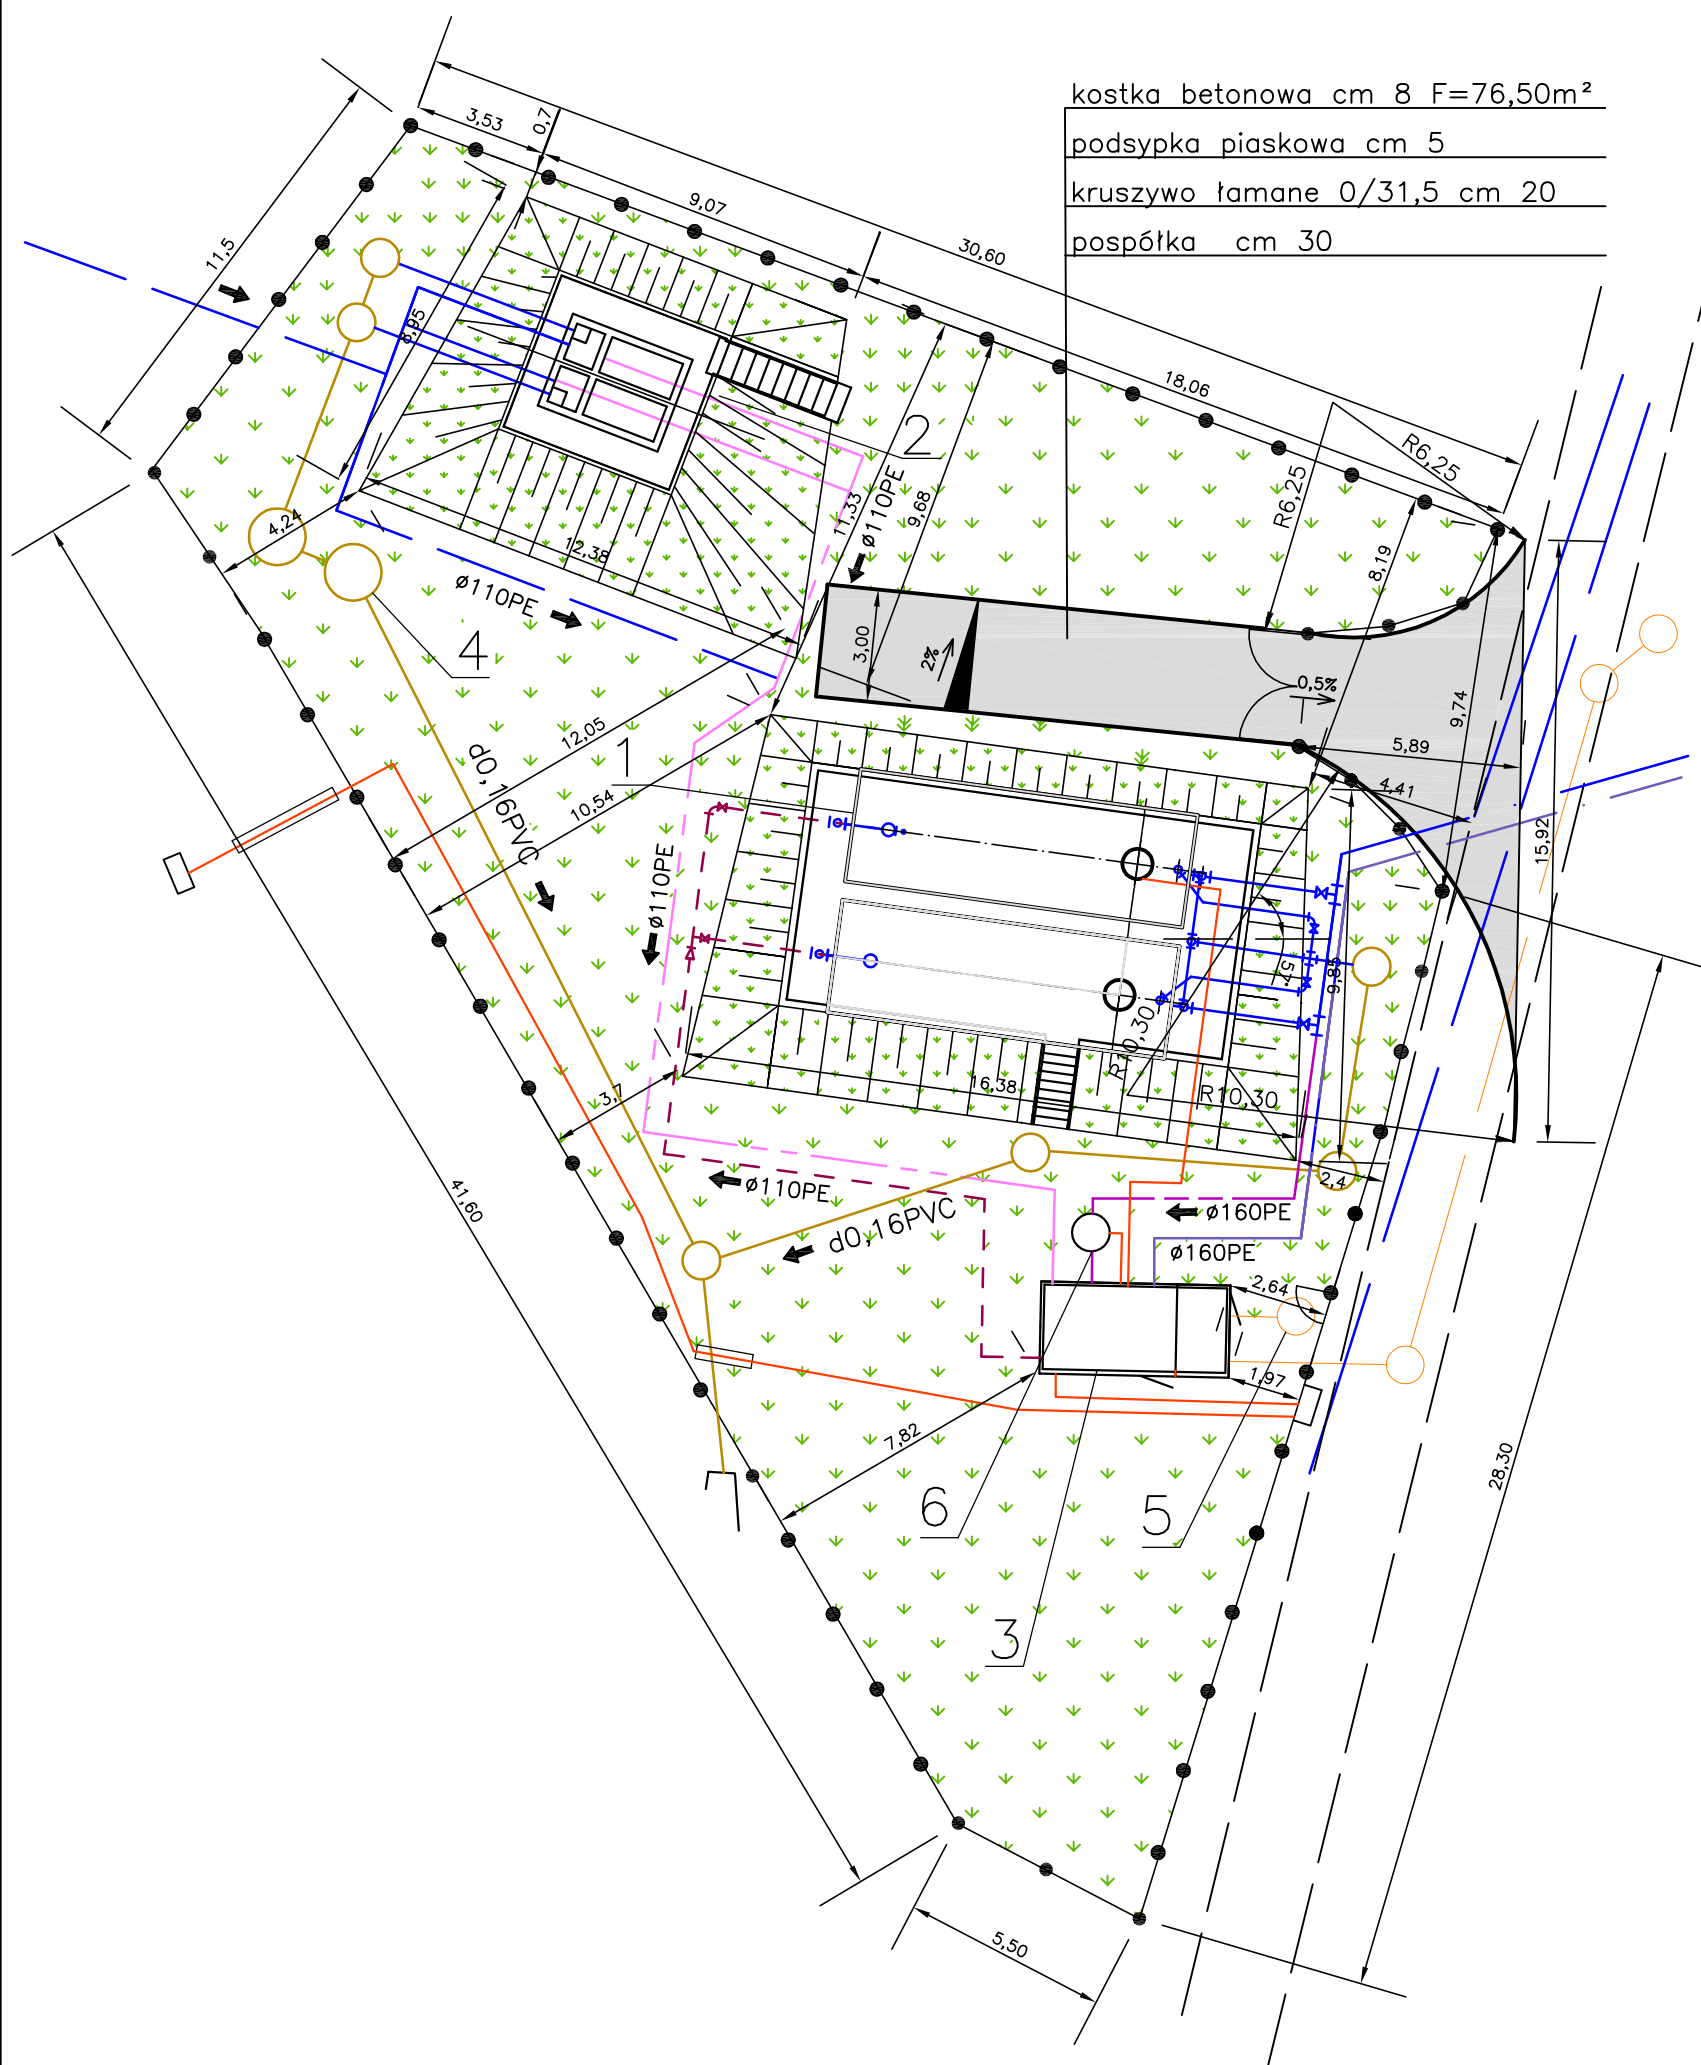 kostka betonowa cm 8 F=76,50m²
podsypka piaskowa cm 5
kruszywo łamane 0/31,5 cm 20
pospółka cm 30
3,53
0,7
9,07
30,60
11,5
18,06
R6,25
8,95
2
R6,25
11,33
ø110PE
9,68
4,24
12,38
8,19
ø110PE
4
3,00
2%
0,5%
9,74
5,89
12,05
1
4,41
10,54
d0,16PVC
15,92
ø110PE
9,85
5,7
R10,30
16,38
R10,30
3,7
2,4
ø110PE
41,60
ø160PE
d0,16PVC
ø160PE
2,64
1,97
7,82
28,30
6
5
3
5,50